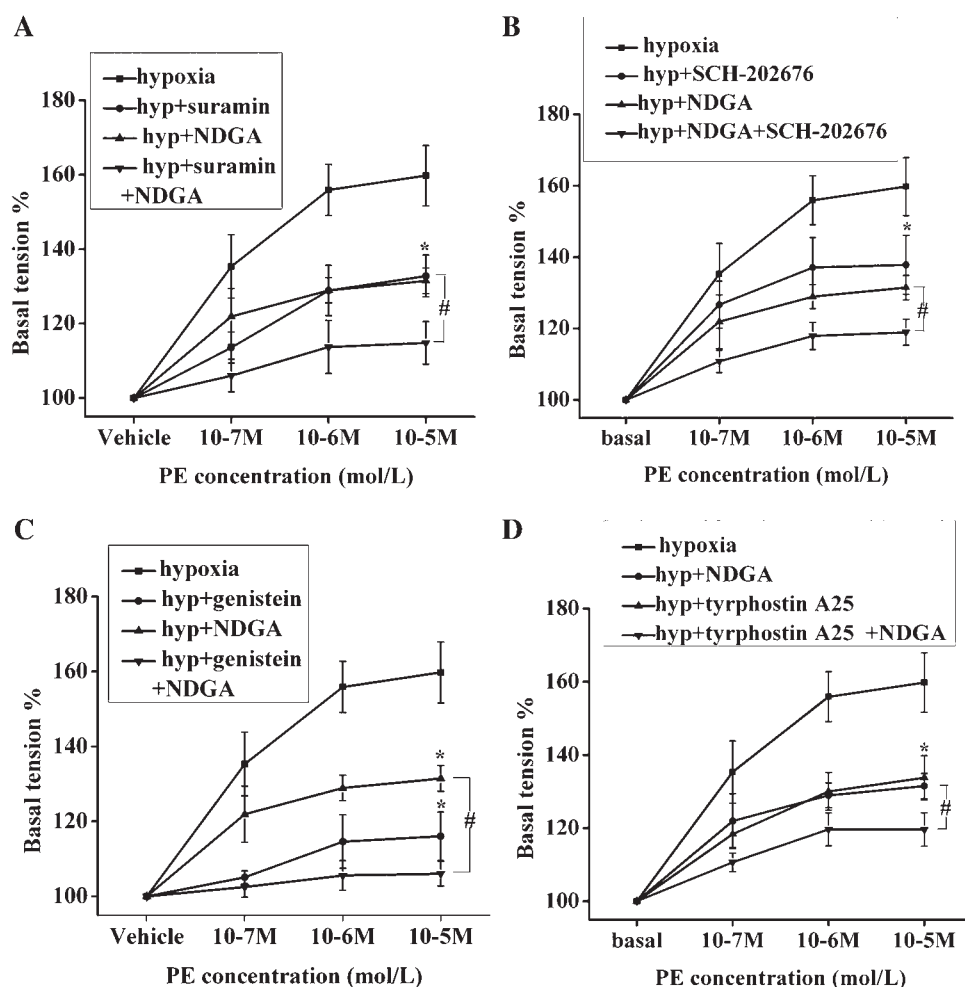 A
hypoxia
hyp+suramin
hyp+NDGA
hyp+suramin
+NDGA
180
160
140
120
100
Basal tension %
*
#
Vehicle
10-7M
10-6M
10-5M
PE concentration (mol/L)
B
hypoxia
hyp+SCH-202676
hyp+NDGA
hyp+NDGA+SCH-202676
180
160
140
120
100
Basal tension %
*
#
basal
10-7M
10-6M
10-5M
PE concentration (mol/L)
C
hypoxia
hyp+genistein
hyp+NDGA
hyp+genistein
+NDGA
180
160
140
120
100
Basal tension %
*
*
#
Vehicle
10-7M
10-6M
10-5M
PE concentration (mol/L)
D
hypoxia
hyp+NDGA
hyp+tyrphostin A25
hyp+tyrphostin A25 +NDGA
180
160
140
120
100
Basal tension %
*
#
basal
10-7M
10-6M
10-5M
PE concentration (mol/L)